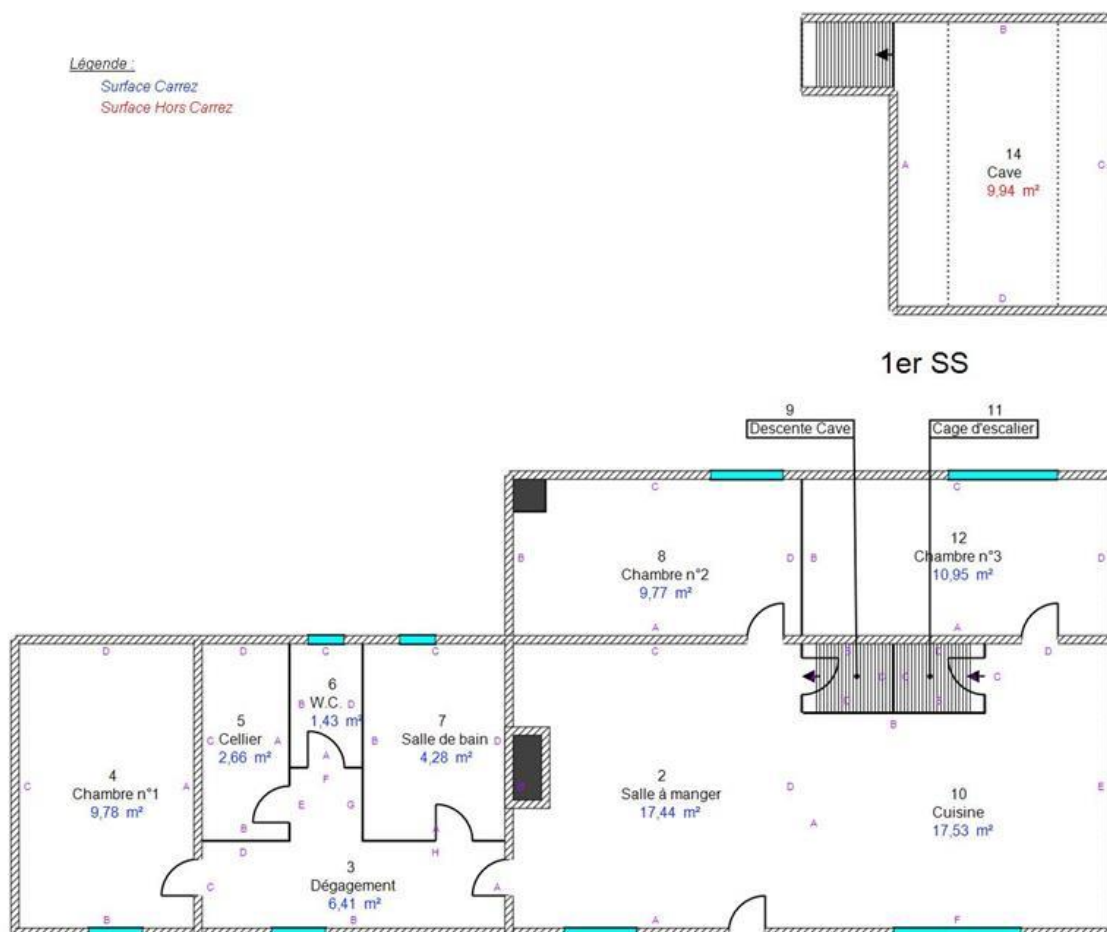 Légende :
Surface Carrez
Surface Hors Carrez
B
14
Cave
9,94 m²
A
C
D
1er SS
9
Descente Cave
11
Cage d'escalier
C
C
8
Chambre n°2
9,77 m²
B
D
A
12
Chambre n°3
10,95 m²
B
D
A
D
D
C
C
C
D
4
Chambre n°1
9,78 m²
C
A
B
5
Cellier
2,66 m²
C
A
B
6
W.C.
1,43 m²
B
D
A
7
Salle de bain
4,28 m²
B
D
A
F
E
G
D
H
3
Dégagement
6,41 m²
C
A
B
2
Salle à manger
17,44 m²
D
A
B
C
C
C
C
B
A
10
Cuisine
17,53 m²
E
F